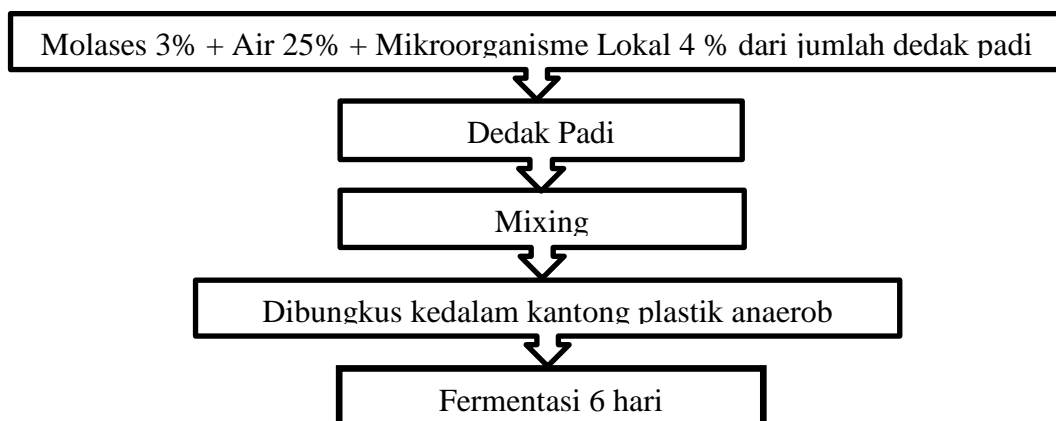 Molases 3% + Air 25% + Mikroorganisme Lokal 4 % dari jumlah dedak padi
Dedak Padi
Mixing
Dibungkus kedalam kantong plastik anaerob
Fermentasi 6 hari